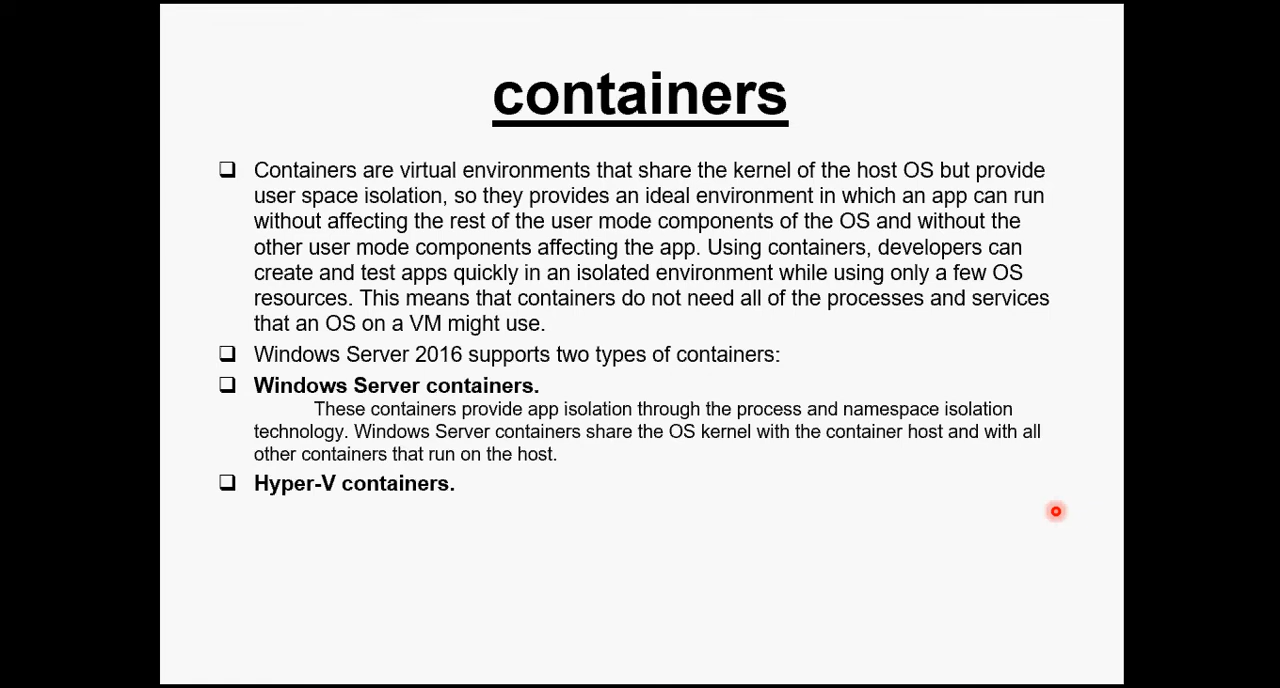 containers
Containers are virtual environments that share the kernel of the host OS but provide
user space isolation, so they provides an ideal environment in which an app can run
without affecting the rest of the user mode components of the OS and without the
other user mode components affecting the app. Using containers, developers can
create and test apps quickly in an isolated environment while using only a few OS
resources. This means that containers do not need all of the processes and services
that an OS on a VM might use.
Windows Server 2016 supports two types of containers:
Windows Server containers.
These containers provide app isolation through the process and namespace isolation
technology. Windows Server containers share the OS kernel with the container host and with all
other containers that run on the host.
Hyper-V containers.